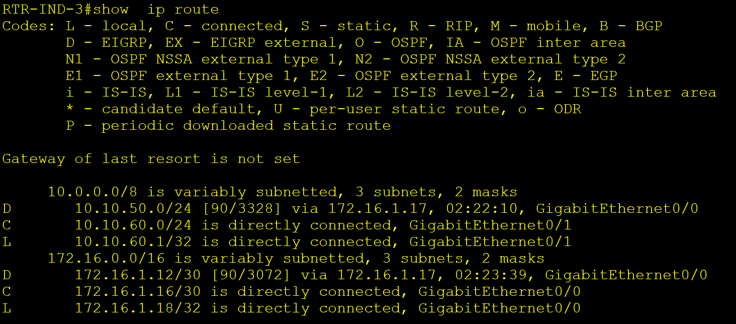 RTR-IND-3#show  ip route
Codes: L - local, C - connected, S - static, R - RIP, M - mobile, B - BGP
       D - EIGRP, EX - EIGRP external, O - OSPF, IA - OSPF inter area
       N1 - OSPF NSSA external type 1, N2 - OSPF NSSA external type 2
       E1 - OSPF external type 1, E2 - OSPF external type 2, E - EGP
       i - IS-IS, L1 - IS-IS level-1, L2 - IS-IS level-2, ia - IS-IS inter area
       * - candidate default, U - per-user static route, o - ODR
       P - periodic downloaded static route

Gateway of last resort is not set

     10.0.0.0/8 is variably subnetted, 3 subnets, 2 masks
D       10.10.50.0/24 [90/3328] via 172.16.1.17, 02:22:10, GigabitEthernet0/0
C       10.10.60.0/24 is directly connected, GigabitEthernet0/1
L       10.10.60.1/32 is directly connected, GigabitEthernet0/1
     172.16.0.0/16 is variably subnetted, 3 subnets, 2 masks
D       172.16.1.12/30 [90/3072] via 172.16.1.17, 02:23:39, GigabitEthernet0/0
C       172.16.1.16/30 is directly connected, GigabitEthernet0/0
L       172.16.1.18/32 is directly connected, GigabitEthernet0/0